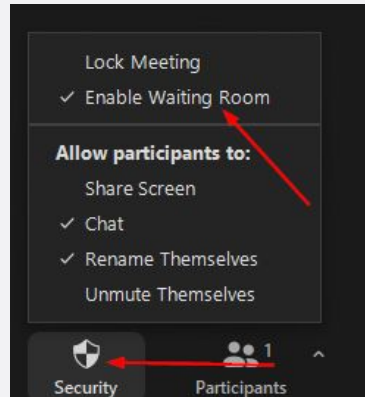 Lock Meeting
✓ Enable Waiting Room
Allow participants to:
Share Screen
✓ Chat
✓ Rename Themselves
Unmute Themselves
1
Security Participants